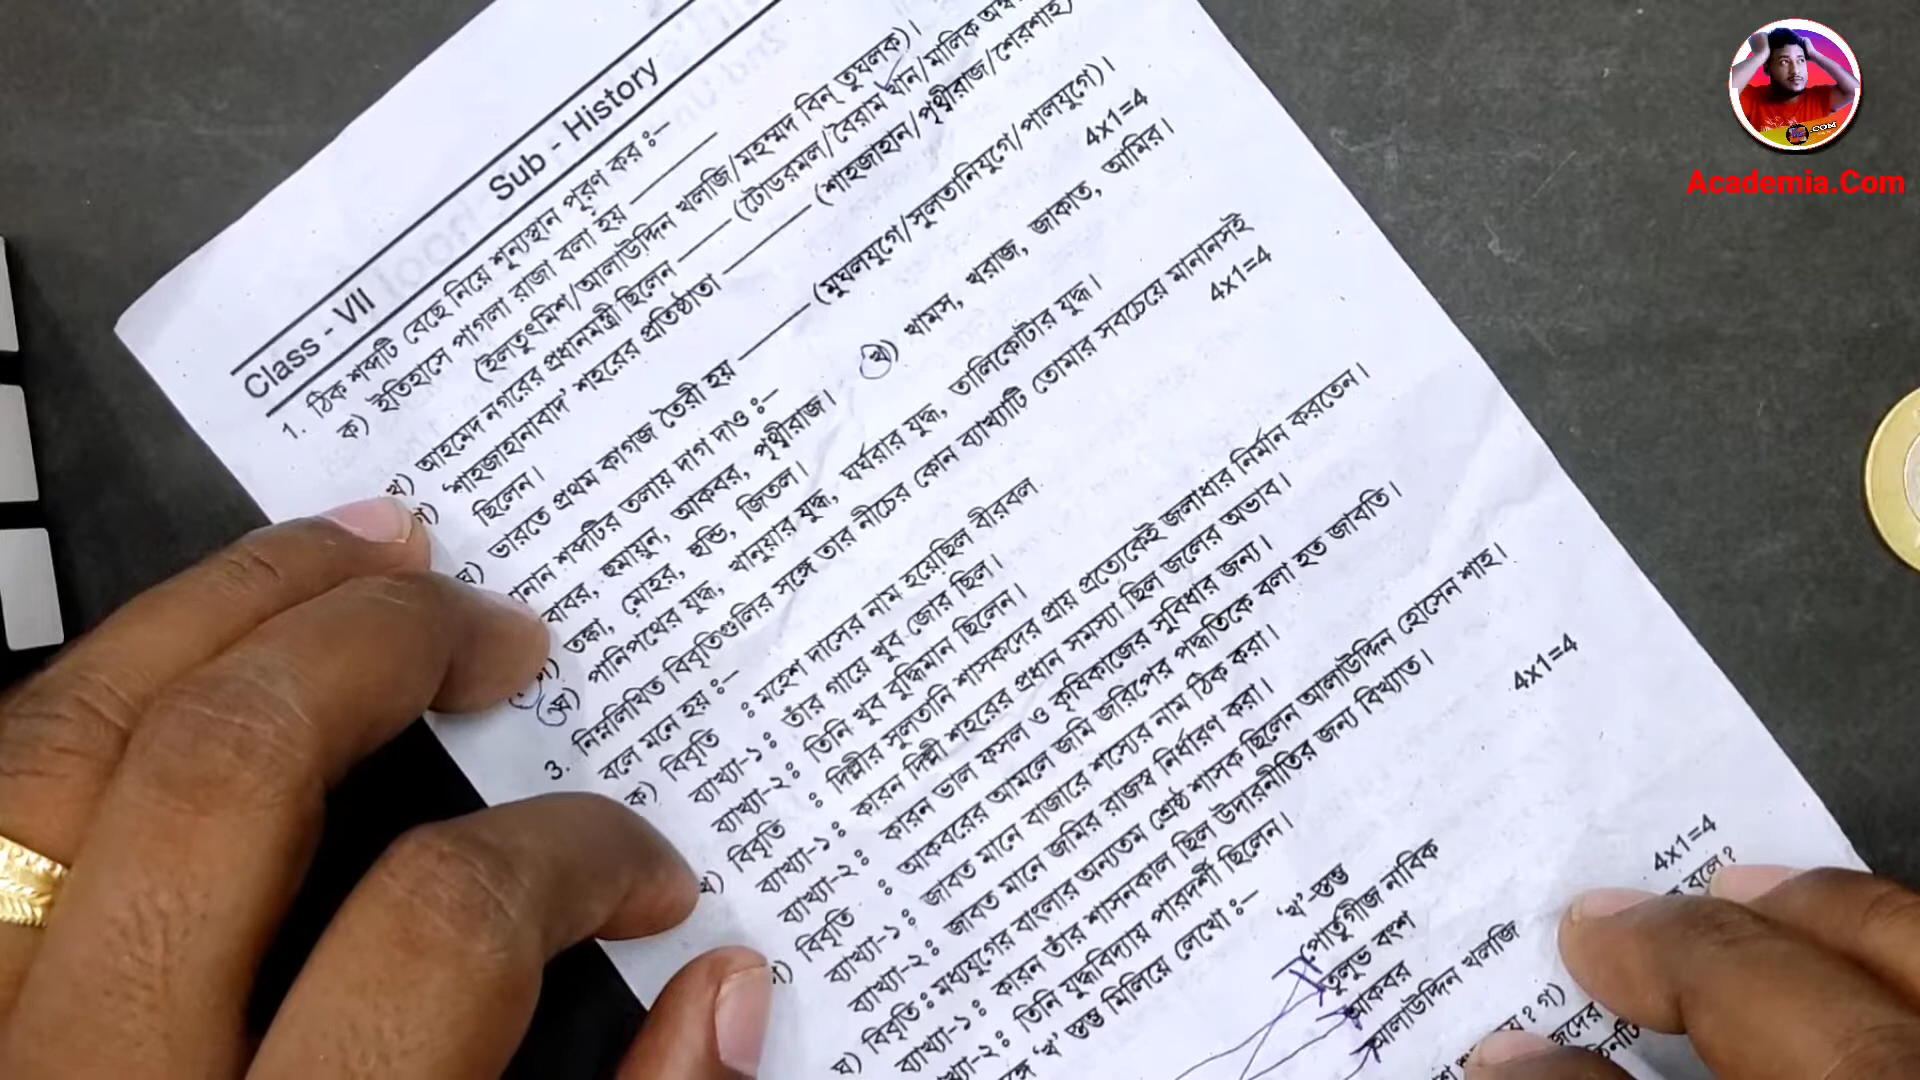 Class - VII
Sub - History
1. ঠিক শব্দটি বেছে নিয়ে শূন্যস্থান পূরণ কর :–
ক) ইতিহাসে পাগলা রাজা বলা হয়
(ইলতুৎমিশ/আলাউদ্দিন খলজি/মহম্মদ বিন্ তুঘলক)।
খ) আহমেদ নগরের প্রধানমন্ত্রী ছিলেন (টোডরমল/বৈরাম খান/মালিক
গ) 'শাহজাহানাবাদ' শহরের প্রতিষ্ঠাতা (শাহজাহান/পৃথ্বীরাজ/শেরশাহ)
ছিলেন।
ঘ) ভারতে প্রথম কাগজ তৈরী হয় (মুঘলযুগে/সুলতানিযুগে/পালযুগে)।
শব্দটির তলায় দাগ দাও :– 4x1=4
বাবর, হুমায়ুন, আকবর, পৃথ্বীরাজ। খ) খামস, খরাজ, জাকাত, আমির।
গ) তঙ্কা, মোহর, হুন্ডি, জিতল।
ঘ) পানিপথের যুদ্ধ, খানুয়ার যুদ্ধ, ঘর্ঘরার যুদ্ধ, তালিকোটার যুদ্ধ।
3. নিম্নলিখিত বিবৃতিগুলির সঙ্গে তার নীচের কোন ব্যাখ্যাটি তোমার সবচেয়ে মানানসই
বলে মনে হয় :– 4x1=4
ক) বিবৃতি : মহেশ দাসের নাম হয়েছিল বীরবল
ব্যাখ্যা-১ : তাঁর গায়ে খুব জোর ছিল।
ব্যাখ্যা-২ : তিনি খুব বুদ্ধিমান ছিলেন।
খ) বিবৃতি : দিল্লীর সুলতানি শাসকদের প্রায় প্রত্যেকেই জলাধার নির্মান করতেন।
ব্যাখ্যা-১ : কারন দিল্লী শহরের প্রধান সমস্যা ছিল জলের অভাব।
ব্যাখ্যা-২ : কারন ভাল ফসল ও কৃষিকাজের সুবিধার জন্য।
গ) বিবৃতি : আকবরের আমলে জমি জরিপের পদ্ধতিকে বলা হত জাবতি।
ব্যাখ্যা-১ : জাবত মানে বাজারে শস্যের নাম ঠিক করা।
ব্যাখ্যা-২ : জাবত মানে জমির রাজস্ব নির্ধারণ করা।
ঘ) বিবৃতি : মধ্যযুগের বাংলার অন্যতম শ্রেষ্ঠ শাসক ছিলেন আলাউদ্দিন হোসেন শাহ।
ব্যাখ্যা-১ : কারন তাঁর শাসনকাল ছিল উদারনীতির জন্য বিখ্যাত।
ব্যাখ্যা-২ : তিনি যুদ্ধবিদ্যায় পারদর্শী ছিলেন।
'খ' স্তম্ভ মিলিয়ে লেখো :– 4x1=4
'খ'-স্তম্ভ
পোর্তুগীজ নাবিক
তুলুভ বংশ
আকবর
আলাউদ্দিন খলজি
4x1=4
বলে ?
গ)
.COM
Academia.Com